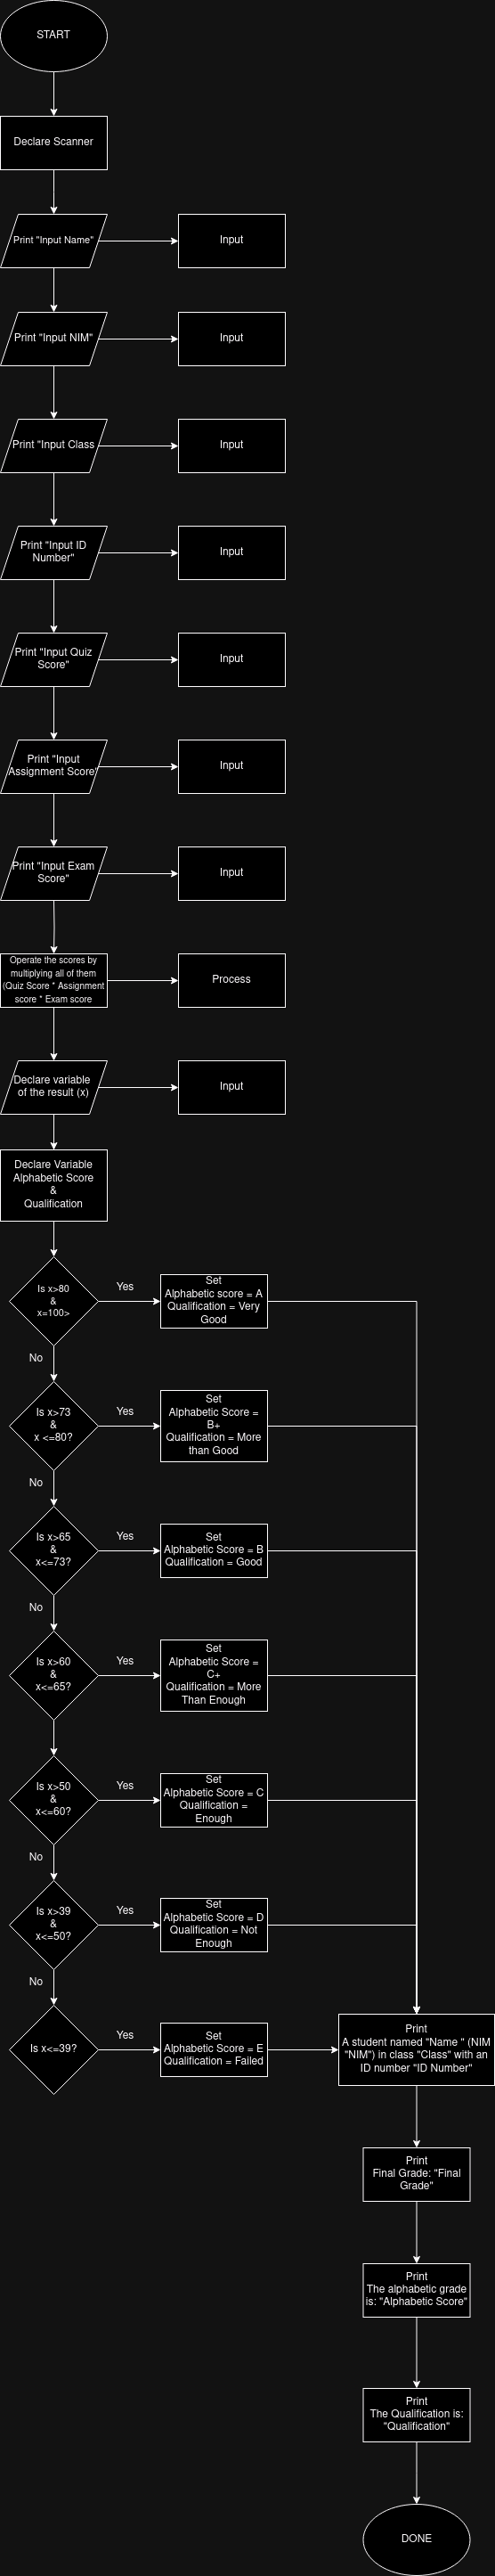 START
Declare Scanner
Print "Input Name"
Input
Print "Input NIM"
Input
Print "Input Class
Input
Print "Input ID
Number"
Input
Print "Input Quiz
Score"
Input
Print "Input
Assignment Score"
Input
Print "Input Exam
Score"
Input
Operate the scores by
multiplying all of them
(Quiz Score * Assignment
score * Exam score
Process
Declare variable
of the result (x)
Input
Declare Variable
Alphabetic Score
&
Qualification
Is x>80
&
x=100>
Yes
Set
Alphabetic score = A
Qualification = Very
Good
No
Is x>73
&
x <=80?
Yes
Set
Alphabetic Score =
B+
Qualification = More
than Good
No
Is x>65
&
x<=73?
Yes
Set
Alphabetic Score = B
Qualification = Good
No
Is x>60
&
x<=65?
Yes
Set
Alphabetic Score =
C+
Qualification = More
Than Enough
Is x>50
&
x<=60?
Yes
Set
Alphabetic Score = C
Qualification =
Enough
No
Is x>39
&
x<=50?
Yes
Set
Alphabetic Score = D
Qualification = Not
Enough
No
Is x<=39?
Yes
Set
Alphabetic Score = E
Qualification = Failed
Print
A student named "Name " (NIM
"NIM") in class "Class" with an
ID number "ID Number"
Print
Final Grade: "Final
Grade"
Print
The alphabetic grade
is: "Alphabetic Score"
Print
The Qualification is:
"Qualification"
DONE